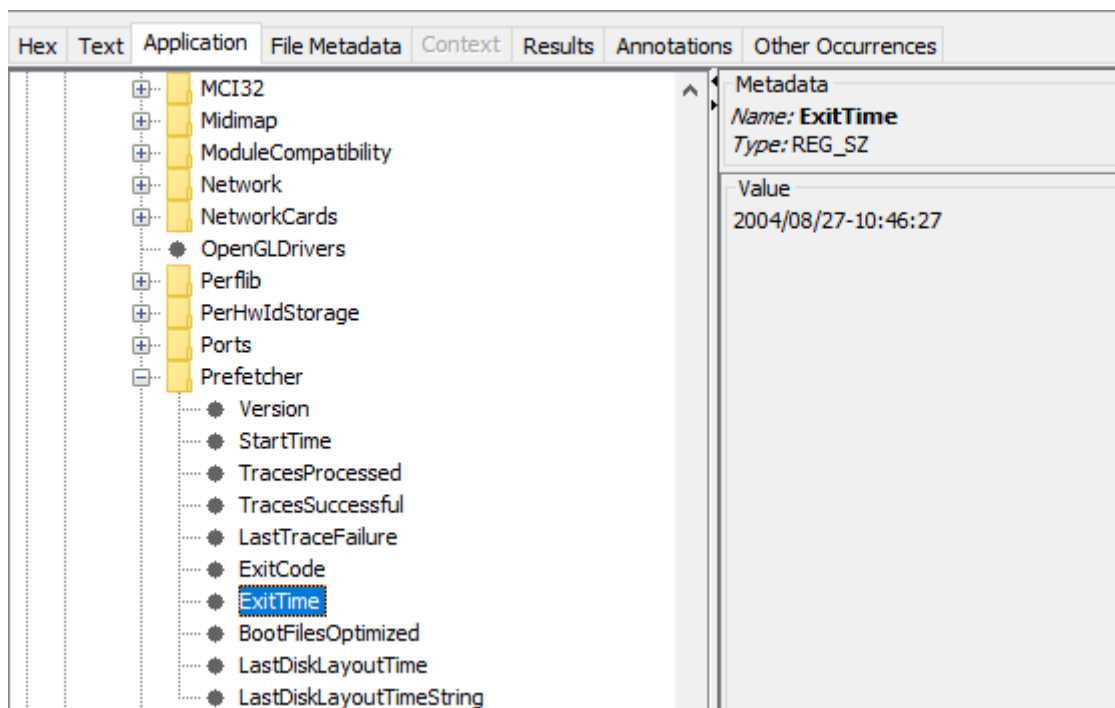 Hex Text Application File Metadata Context Results Annotations Other Occurrences
MCI32
Midimap
ModuleCompatibility
Network
NetworkCards
OpenGLDrivers
Perflib
PerHwIdStorage
Ports
Prefetcher
Version
StartTime
TracesProcessed
TracesSuccessful
LastTraceFailure
ExitCode
ExitTime
BootFilesOptimized
LastDiskLayoutTime
LastDiskLayoutTimeString
Metadata
Name: ExitTime
Type: REG_SZ
Value
2004/08/27-10:46:27